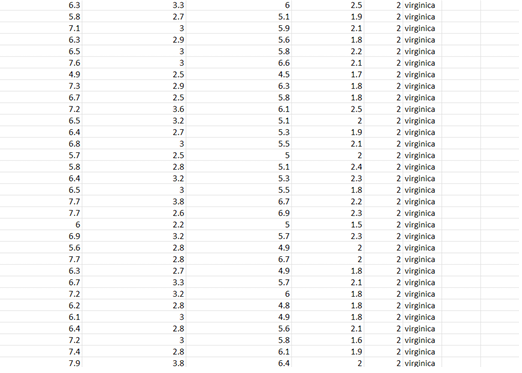 6.3 3.3 6 2.5 2 virginica
5.8 2.7 5.1 1.9 2 virginica
7.1 3 5.9 2.1 2 virginica
6.3 2.9 5.6 1.8 2 virginica
6.5 3 5.8 2.2 2 virginica
7.6 3 6.6 2.1 2 virginica
4.9 2.5 4.5 1.7 2 virginica
7.3 2.9 6.3 1.8 2 virginica
6.7 2.5 5.8 1.8 2 virginica
7.2 3.6 6.1 2.5 2 virginica
6.5 3.2 5.1 2 2 virginica
6.4 2.7 5.3 1.9 2 virginica
6.8 3 5.5 2.1 2 virginica
5.7 2.5 5 2 2 virginica
5.8 2.8 5.1 2.4 2 virginica
6.4 3.2 5.3 2.3 2 virginica
6.5 3 5.5 1.8 2 virginica
7.7 3.8 6.7 2.2 2 virginica
7.7 2.6 6.9 2.3 2 virginica
6 2.2 5 1.5 2 virginica
6.9 3.2 5.7 2.3 2 virginica
5.6 2.8 4.9 2 2 virginica
7.7 2.8 6.7 2 2 virginica
6.3 2.7 4.9 1.8 2 virginica
6.7 3.3 5.7 2.1 2 virginica
7.2 3.2 6 1.8 2 virginica
6.2 2.8 4.8 1.8 2 virginica
6.1 3 4.9 1.8 2 virginica
6.4 2.8 5.6 2.1 2 virginica
7.2 3 5.8 1.6 2 virginica
7.4 2.8 6.1 1.9 2 virginica
7.9 3.8 6.4 2 2 virginica